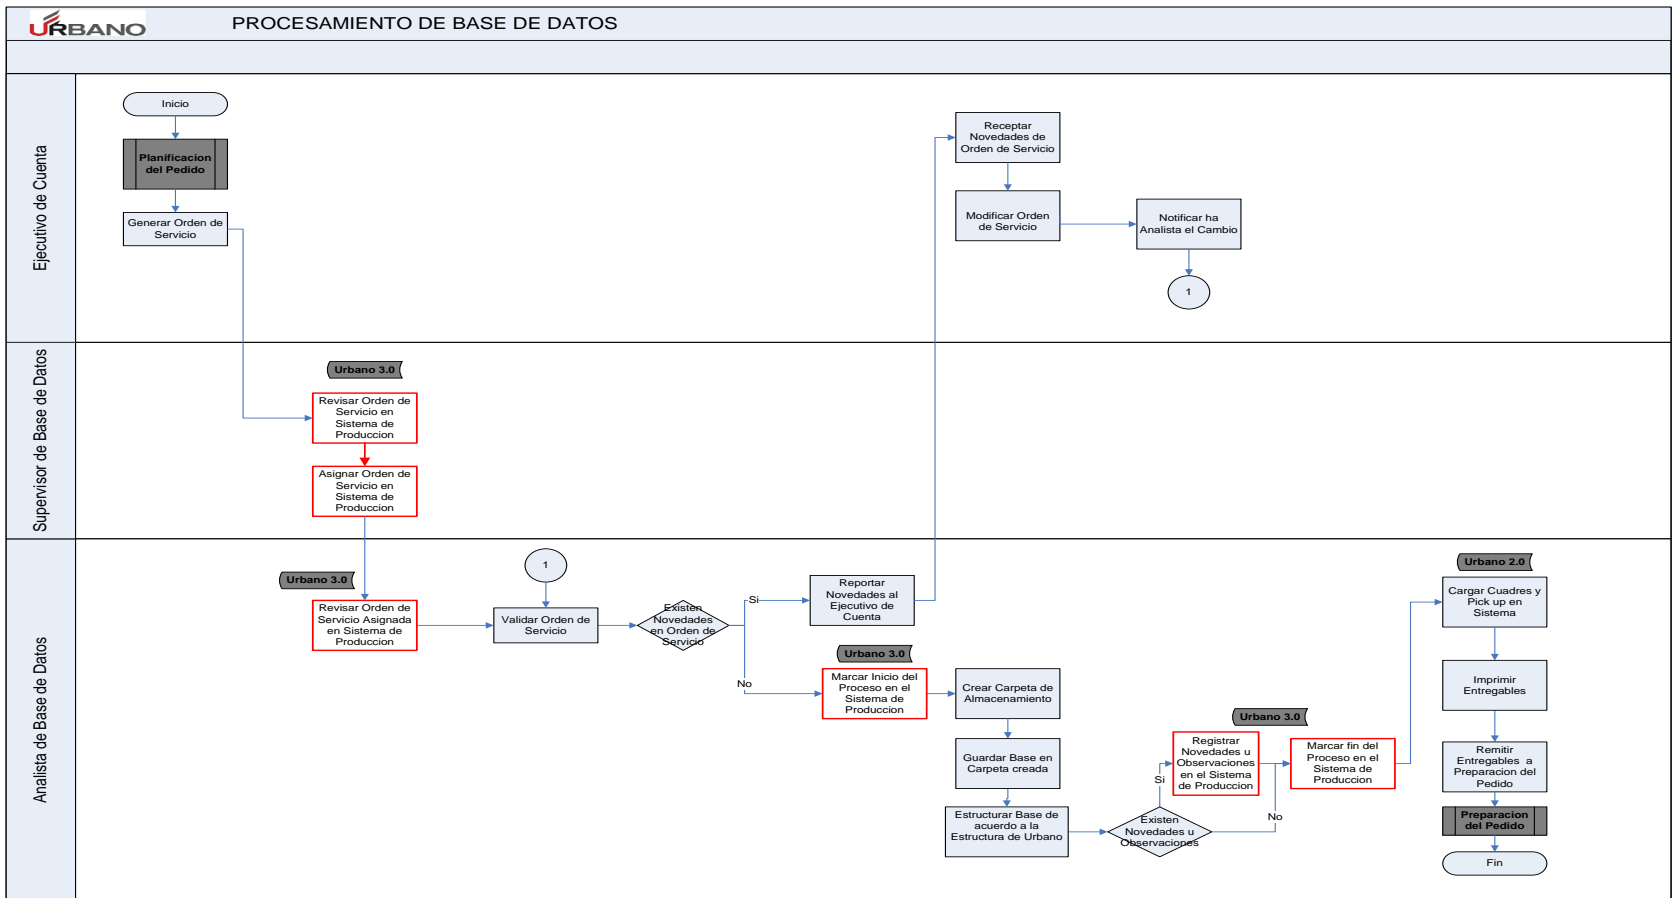 URBANO
PROCESAMIENTO DE BASE DE DATOS
Ejecutivo de Cuenta
Inicio
Planificacion
del Pedido
Generar Orden de
Servicio
Receptar
Novedades de
Orden de Servicio
Modificar Orden
de Servicio
Notificar ha
Analista el Cambio
1
Supervisor de Base de Datos
Urbano 3.0
Revisar Orden de
Servicio en
Sistema de
Produccion
Asignar Orden de
Servicio en
Sistema de
Produccion
Analista de Base de Datos
Urbano 3.0
Revisar Orden de
Servicio Asignada
en Sistema de
Produccion
1
Validar Orden de
Servicio
Existen
Novedades
en Orden de
Servicio
Si
Reportar
Novedades al
Ejecutivo de
Cuenta
No
Urbano 3.0
Marcar Inicio del
Proceso en el
Sistema de
Produccion
Crear Carpeta de
Almacenamiento
Guardar Base en
Carpeta creada
Estructurar Base de
acuerdo a la
Estructura de Urbano
Existen
Novedades u
Observaciones
Si
No
Urbano 3.0
Registrar
Novedades u
Observaciones
en el Sistema
de Produccion
Marcar fin del
Proceso en el
Sistema de
Produccion
Urbano 2.0
Cargar Cuadres y
Pick up en
Sistema
Imprimir
Entregables
Remitir
Entregables a
Preparacion del
Pedido
Preparacion
del Pedido
Fin